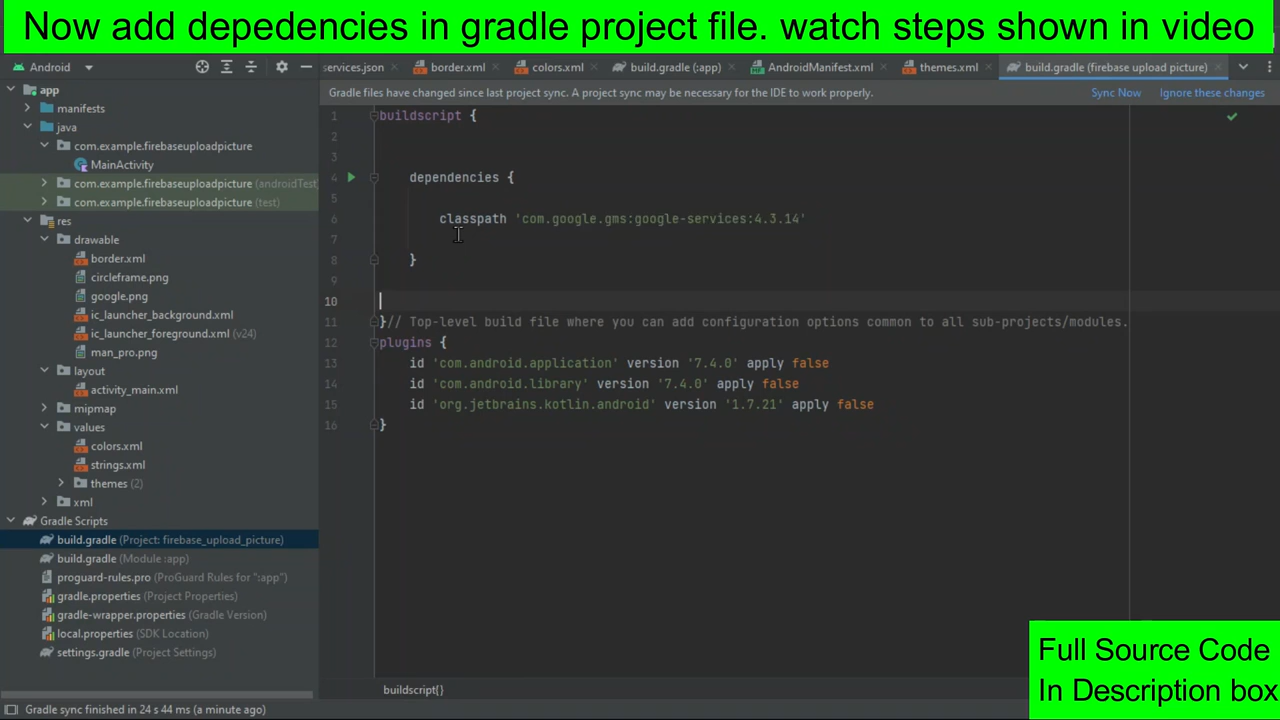 Now add depedencies in gradle project file. watch steps shown in video
Android
services.json
border.xml
colors.xml
build.gradle (:app)
AndroidManifest.xml
themes.xml
build.gradle (firebase upload picture)
app
manifests
java
com.example.firebaseuploadpicture
MainActivity
com.example.firebaseuploadpicture (androidTest)
com.example.firebaseuploadpicture (test)
res
drawable
border.xml
circleframe.png
google.png
ic_launcher_background.xml
ic_launcher_foreground.xml (v24)
man_pro.png
layout
activity_main.xml
mipmap
values
colors.xml
strings.xml
themes (2)
xml
Gradle Scripts
build.gradle (Project: firebase_upload_picture)
build.gradle (Module :app)
proguard-rules.pro (ProGuard Rules for ":app")
gradle.properties (Project Properties)
gradle-wrapper.properties (Gradle Version)
local.properties (SDK Location)
settings.gradle (Project Settings)
Gradle files have changed since last project sync. A project sync may be necessary for the IDE to work properly.
Sync Now
Ignore these changes
1 buildscript {
2
3
4 dependencies {
5
6 classpath 'com.google.gms:google-services:4.3.14'
7
8 }
9
10
11 }// Top-level build file where you can add configuration options common to all sub-projects/modules.
12 plugins {
13 id 'com.android.application' version '7.4.0' apply false
14 id 'com.android.library' version '7.4.0' apply false
15 id 'org.jetbrains.kotlin.android' version '1.7.21' apply false
16 }
buildscript{}
Full Source Code
In Description box
Gradle sync finished in 24 s 44 ms (a minute ago)